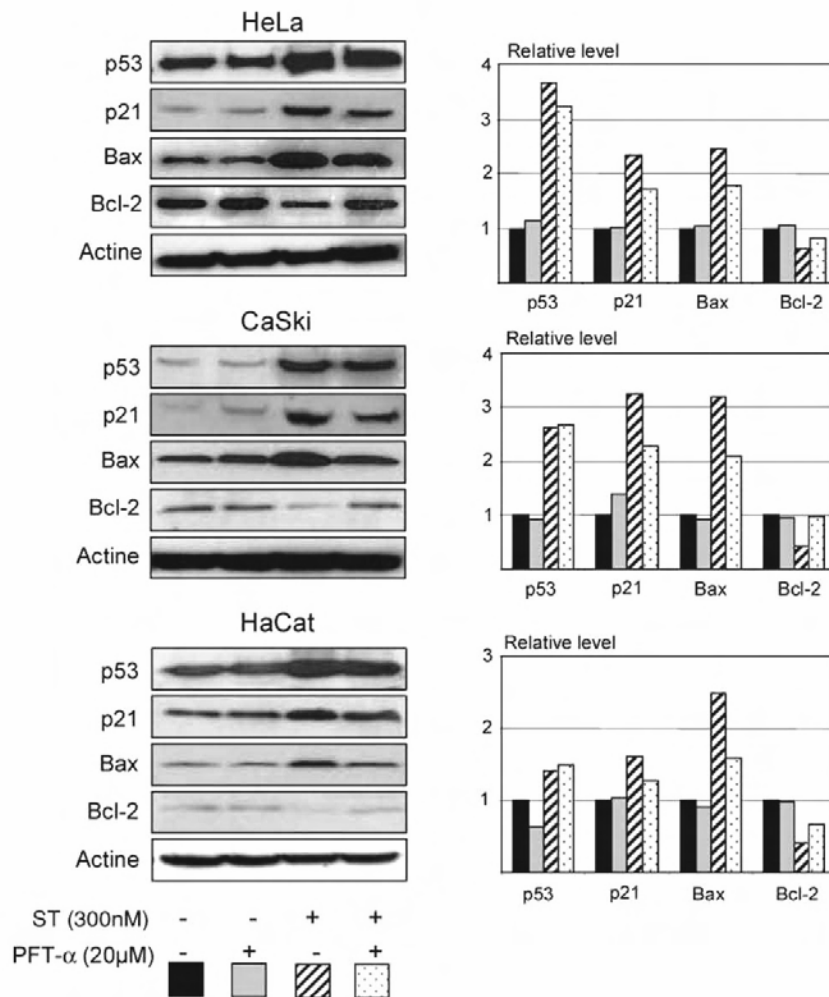 HeLa
p53
p21
Bax
Bcl-2
Actine
Relative level
4
3
2
1
p53 p21 Bax Bcl-2
CaSki
p53
p21
Bax
Bcl-2
Actine
Relative level
4
3
2
1
p53 p21 Bax Bcl-2
HaCat
p53
p21
Bax
Bcl-2
Actine
Relative level
3
2
1
p53 p21 Bax Bcl-2
ST (300nM) - - + +
PFT-α (20µM) - + - +